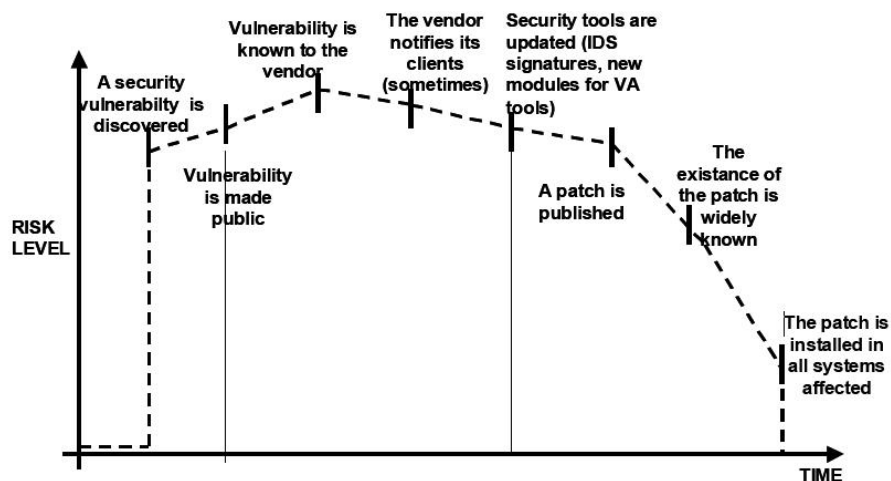 Vulnerability is
known to the
vendor
The vendor
notifies its
clients
(sometimes)
Security tools are
updated (IDS
signatures, new
modules for VA
tools)
A security
vulnerabilty is
discovered
Vulnerability
is made
public
A patch is
published
The
existance of
the patch is
widely
known
RISK
LEVEL
The patch is
installed in
all systems
affected
TIME